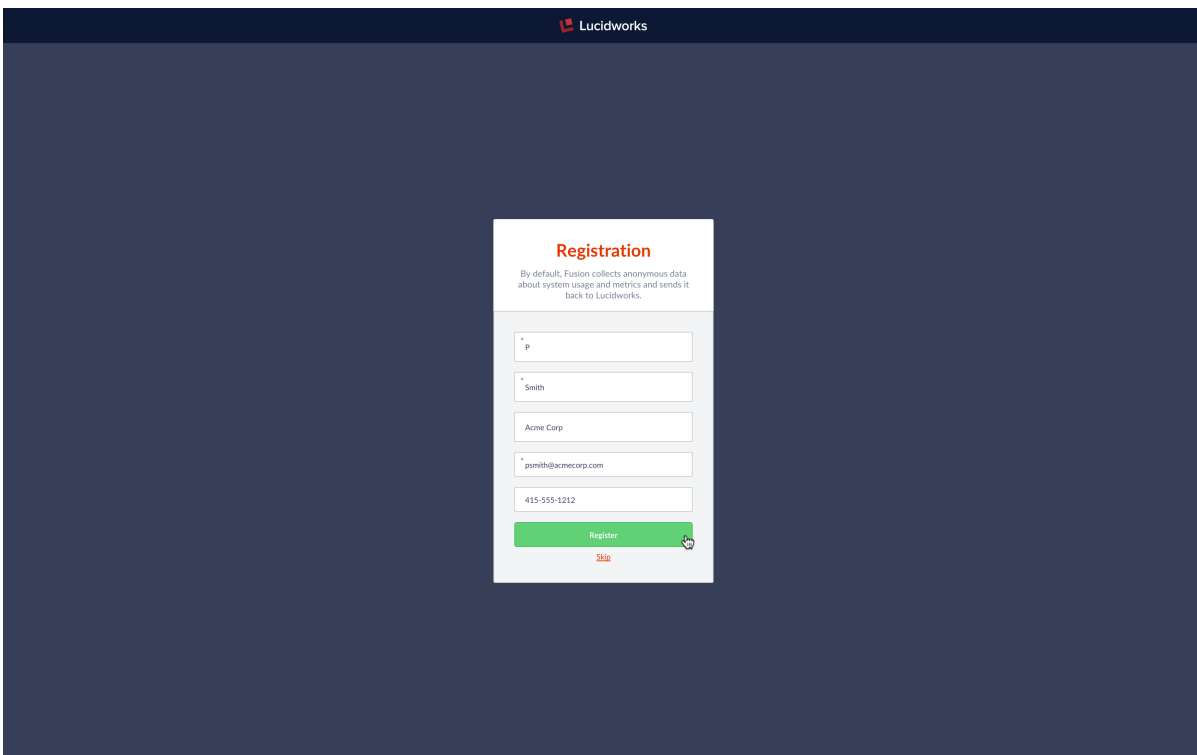 Lucidworks
Registration
By default, Fusion collects anonymous data
about system usage and metrics and sends it
back to Lucidworks.
* P
* Smith
Acme Corp
* psmith@acmecorp.com
415-555-1212
Register
Skip